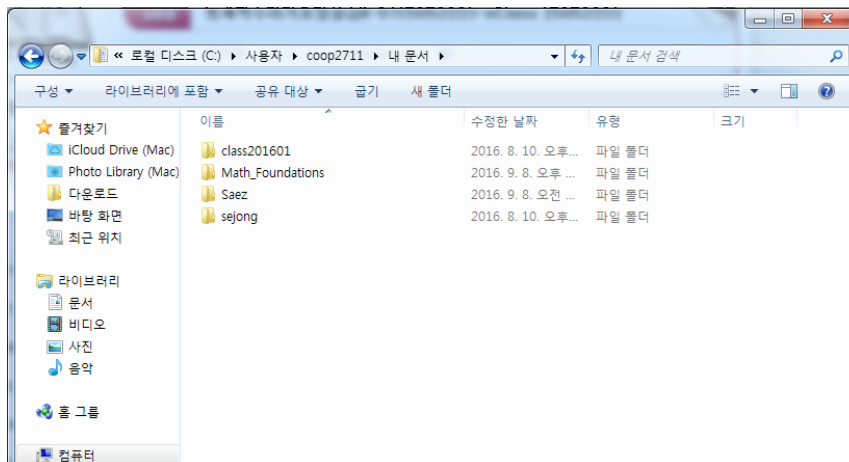 « 로컬 디스크 (C:) ▸ 사용자 ▸ coop2711 ▸ 내 문서 ▸
내 문서 검색
구성 라이브러리에 포함 공유 대상 굽기 새 폴더
이름 수정한 날짜 유형 크기
class201601 2016. 8. 10. 오후... 파일 폴더
Math_Foundations 2016. 9. 8. 오후 ... 파일 폴더
Saez 2016. 9. 8. 오전 ... 파일 폴더
sejong 2016. 8. 10. 오후... 파일 폴더
즐겨찾기
iCloud Drive (Mac)
Photo Library (Mac)
다운로드
바탕 화면
최근 위치
라이브러리
문서
비디오
사진
음악
홈 그룹
컴퓨터